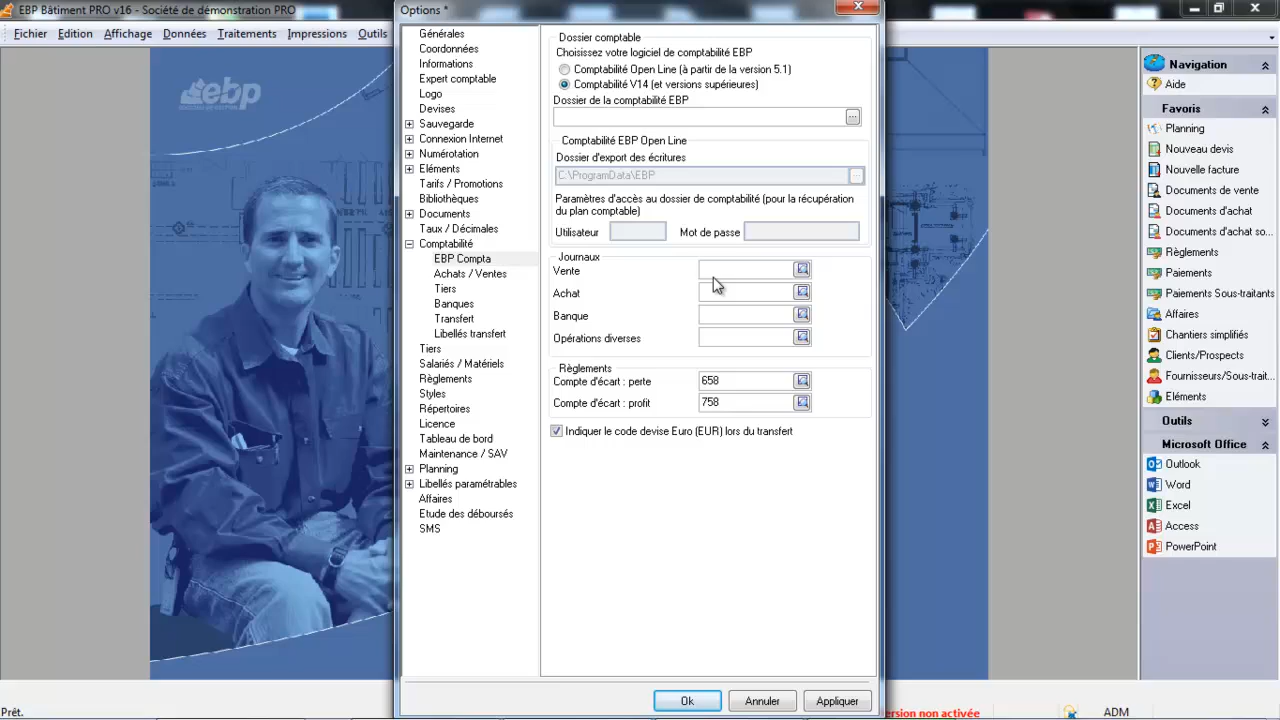 EBP Bâtiment PRO v16 - Société de démonstration PRO
Fichier Edition Affichage Données Traitements Impressions Outils
ebp
Options *
Générales
Coordonnées
Informations
Expert comptable
Logo
Devises
Sauvegarde
Connexion Internet
Numérotation
Eléments
Tarifs / Promotions
Bibliothèques
Documents
Taux / Décimales
Comptabilité
EBP Compta
Achats / Ventes
Tiers
Banques
Transfert
Libellés transfert
Tiers
Salariés / Matériels
Règlements
Styles
Répertoires
Licence
Tableau de bord
Maintenance / SAV
Planning
Libellés paramétrables
Affaires
Etude des déboursés
SMS
Dossier comptable
Choisissez votre logiciel de comptabilité EBP
Comptabilité Open Line (à partir de la version 5.1)
Comptabilité V14 (et versions supérieures)
Dossier de la comptabilité EBP
...
Comptabilité EBP Open Line
Dossier d'export des écritures
C:\ProgramData\EBP
...
Paramètres d'accès au dossier de comptabilité (pour la récupération
du plan comptable)
Utilisateur Mot de passe
Journaux
Vente
Achat
Banque
Opérations diverses
Règlements
Compte d'écart : perte 658
Compte d'écart : profit 758
Indiquer le code devise Euro (EUR) lors du transfert
Ok Annuler Appliquer
Navigation
Aide
Favoris
Planning
Nouveau devis
Nouvelle facture
Documents de vente
Documents d'achat
Documents d'achat so...
Règlements
Paiements
Paiements Sous-traitants
Affaires
Chantiers simplifiés
Clients/Prospects
Fournisseurs/Sous-trait...
Eléments
Outils
Microsoft Office
Outlook
Word
Excel
Access
PowerPoint
Prêt.
ersion non activée
ADM